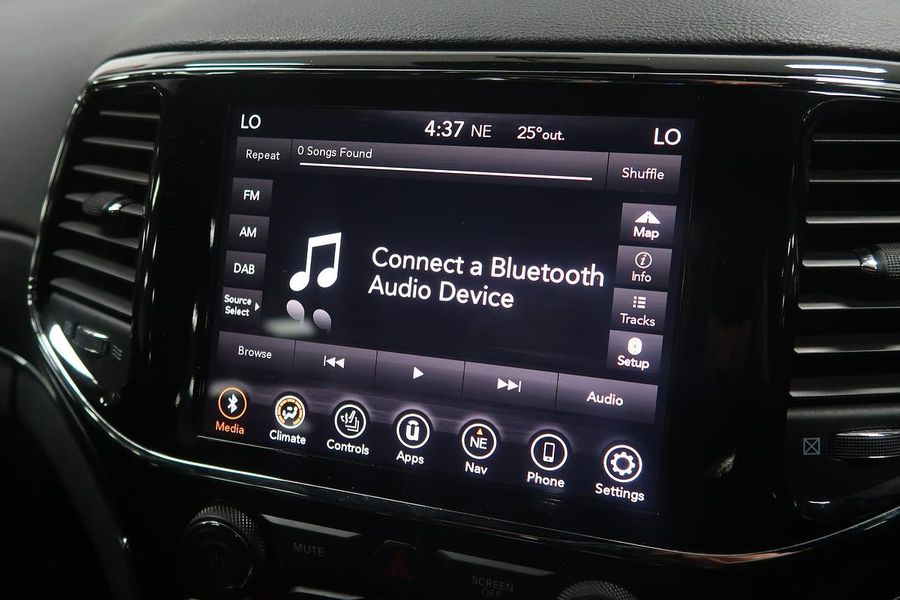 LO
4:37 NE 25°out.
LO
Repeat
0 Songs Found
Shuffle
FM
AM
DAB
Source
Select
Connect a Bluetooth
Audio Device
Map
Info
Tracks
Setup
Browse
Audio
Media
Climate
Controls
Apps
NE
Nav
Phone
Settings
MUTE
SCREEN
OFF